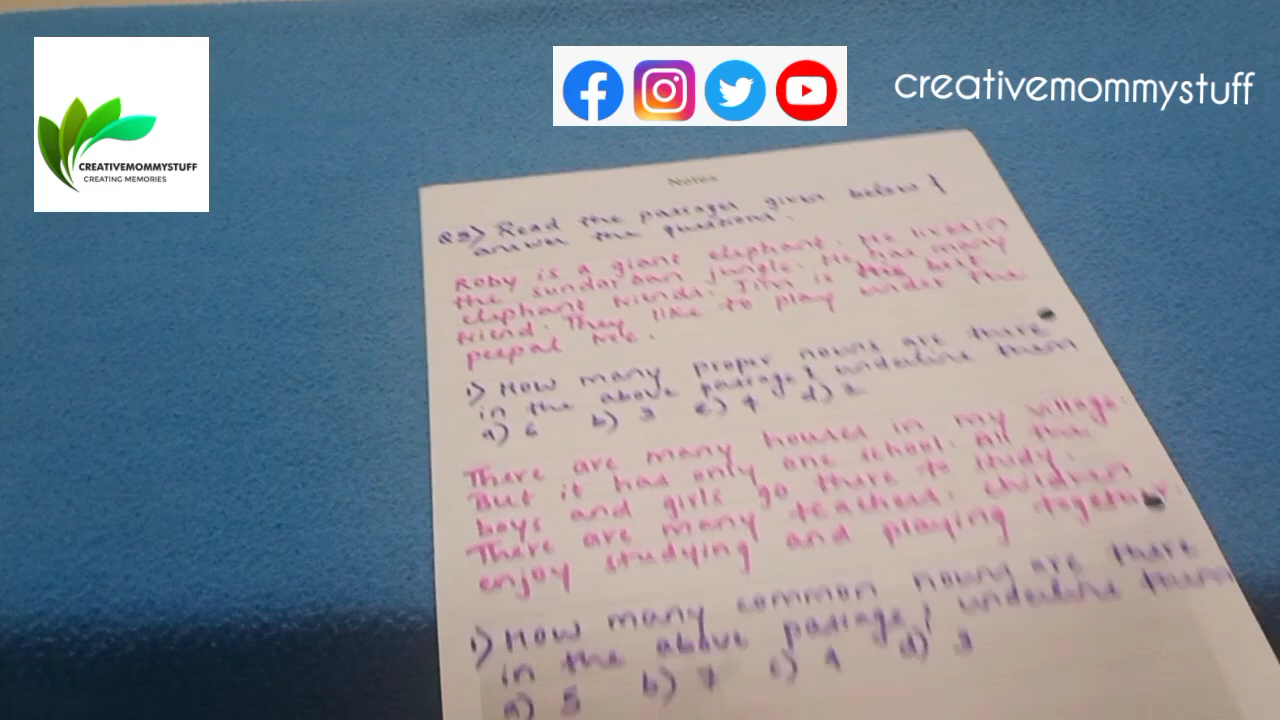 CREATIVEMOMMYSTUFF
CREATING MEMORIES
creativemommystuff
Notes
Q3) Read the passages given below &
answer the questions.
Roby is a giant elephant. He lives in
the sundarban jungle. He has many
elephant friends. Jim is his best
friend. They like to play under the
peepal tree.
1) How many proper nouns are there
in the above passage & underline them
a) 6 b) 3 c) 4 d) 2
There are many houses in my village.
But it has only one school. All the
boys and girls go there to study.
There are many teachers. children
enjoy studying and playing together.
1) How many common nouns are there
in the above passage & underline them
a) 5 b) 7 c) 4 d) 3